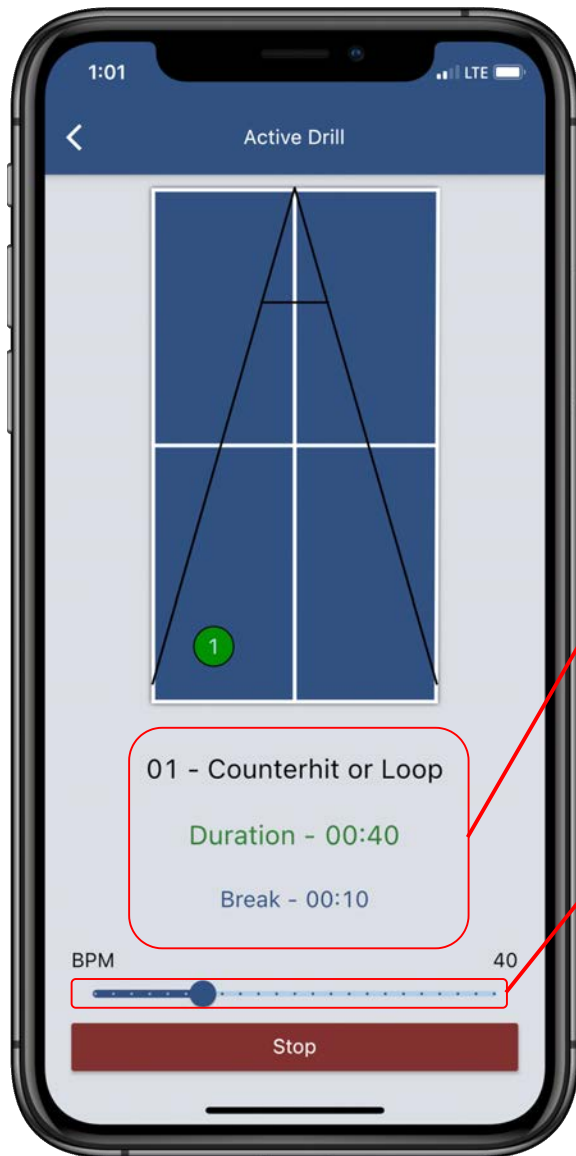 1:01
LTE
Active Drill
1
01 - Counterhit or Loop
Duration - 00:40
Break - 00:10
BPM
40
Stop